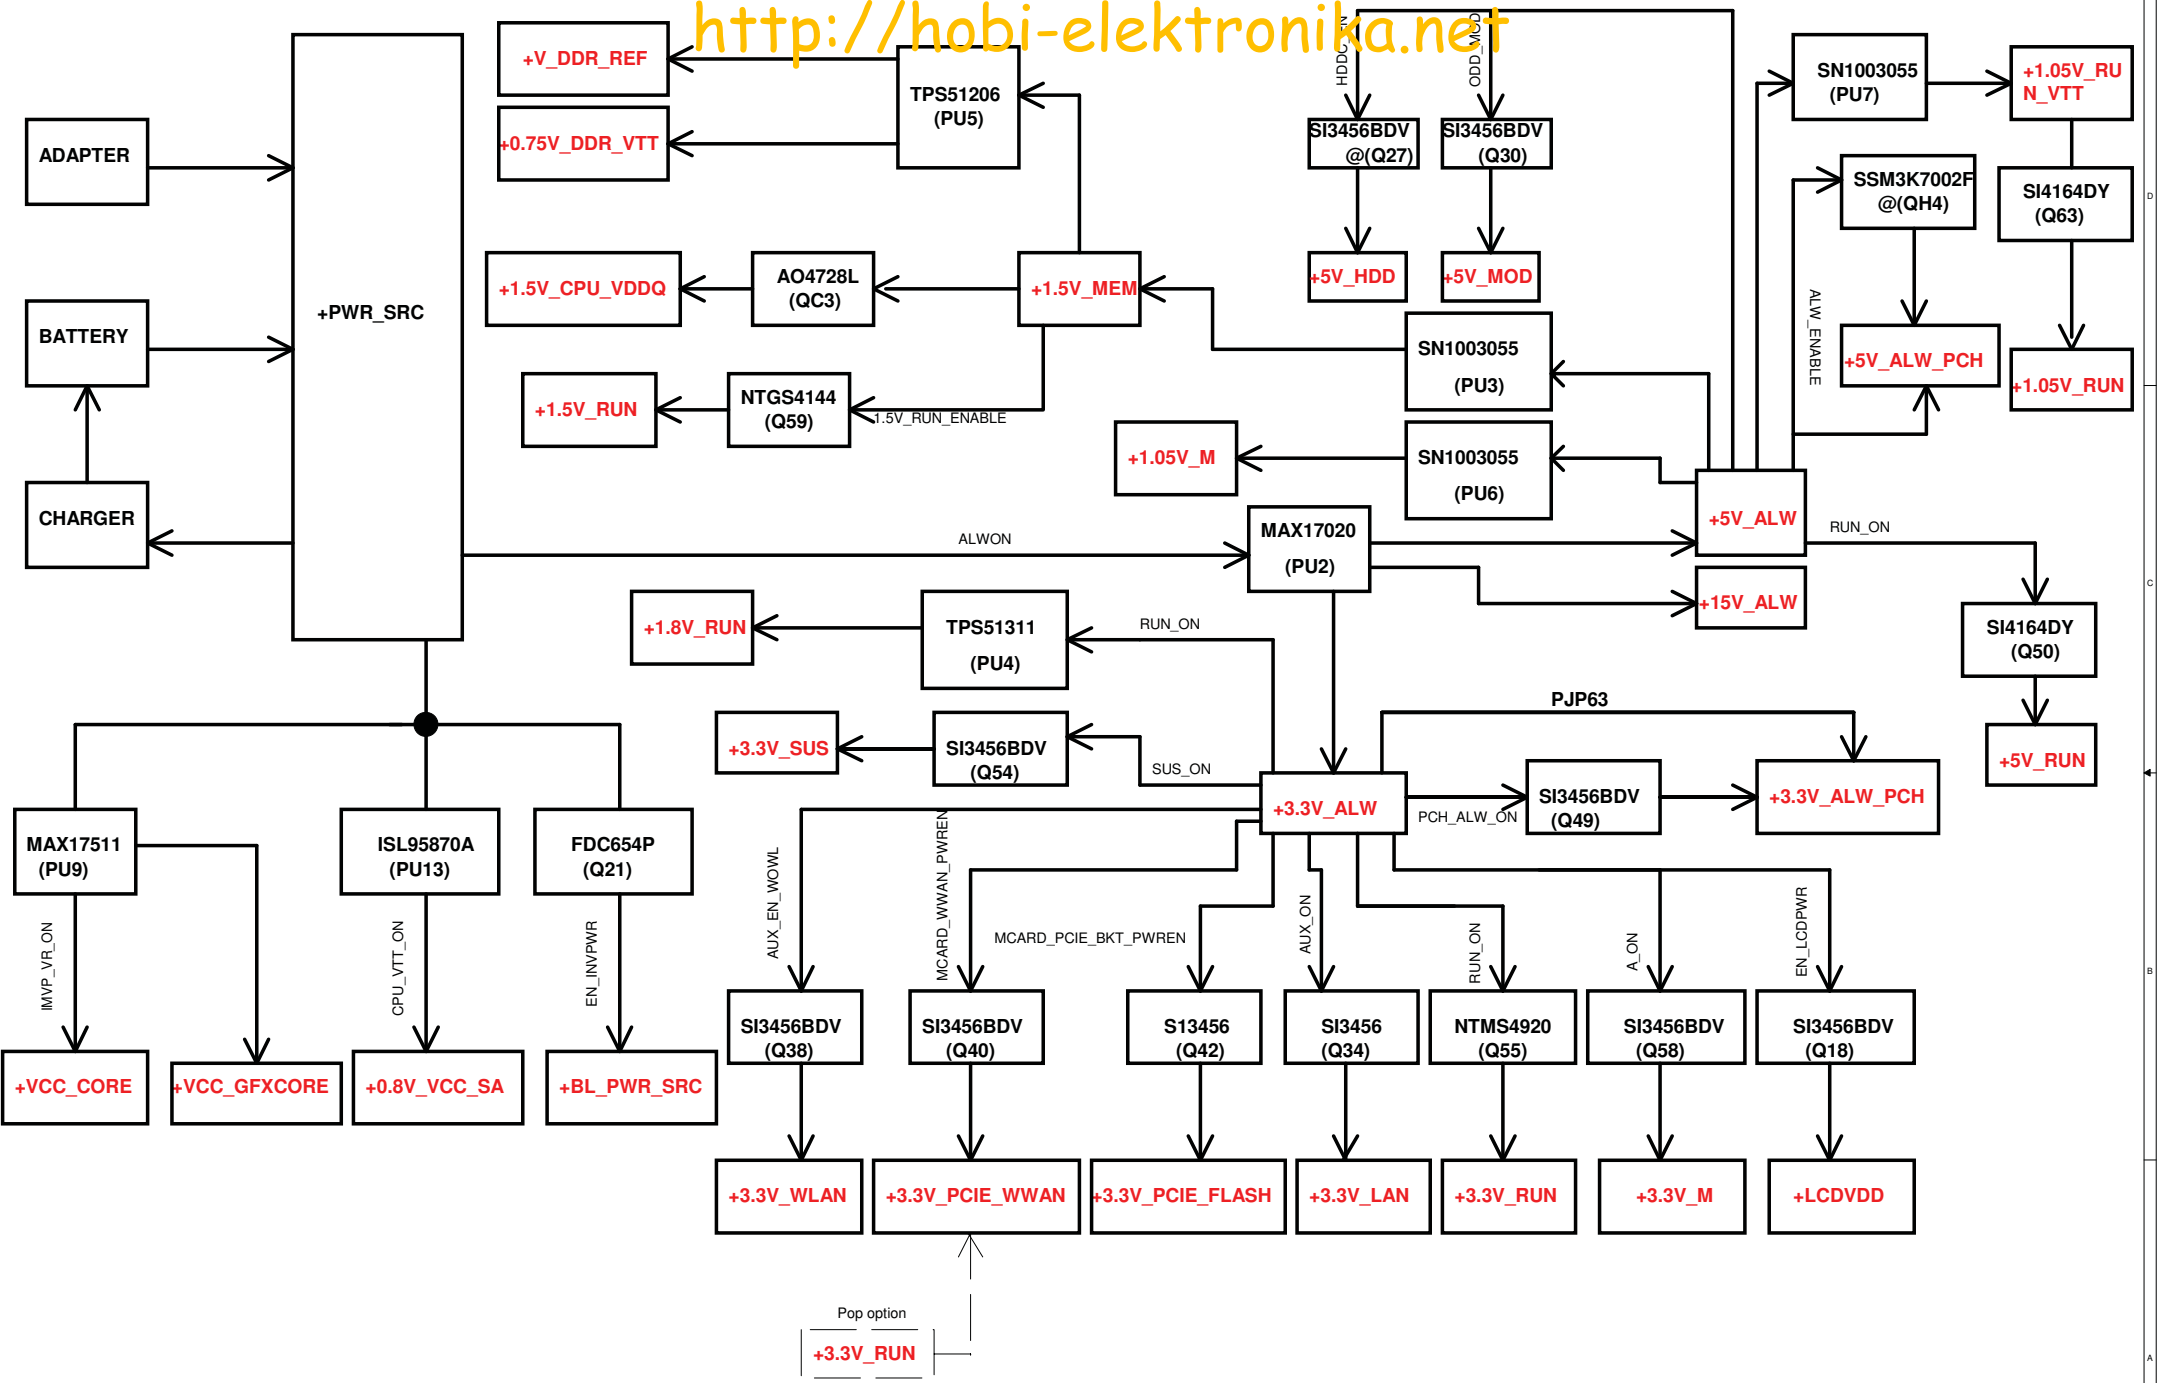 http://hobi-elektronika.net
+V_DDR_REF
+0.75V_DDR_VTT
TPS51206
(PU5)
HDDC_EN
ODD_MOD
SI3456BDV
@(Q27)
SI3456BDV
(Q30)
SN1003055
(PU7)
+1.05V_RU
N_VTT
ADAPTER
SSM3K7002F
@(QH4)
SI4164DY
(Q63)
D
+1.5V_CPU_VDDQ
AO4728L
(QC3)
+1.5V_MEM
+5V_HDD
+5V_MOD
BATTERY
+PWR_SRC
SN1003055
(PU3)
ALW_ENABLE
+5V_ALW_PCH
+1.05V_RUN
+1.5V_RUN
NTGS4144
(Q59)
1.5V_RUN_ENABLE
+1.05V_M
SN1003055
(PU6)
CHARGER
ALWON
MAX17020
(PU2)
+5V_ALW
RUN_ON
C
+15V_ALW
+1.8V_RUN
TPS51311
(PU4)
RUN_ON
SI4164DY
(Q50)
PJP63
+3.3V_SUS
SI3456BDV
(Q54)
SUS_ON
+5V_RUN
+3.3V_ALW
PCH_ALW_ON
SI3456BDV
(Q49)
+3.3V_ALW_PCH
MAX17511
(PU9)
ISL95870A
(PU13)
FDC654P
(Q21)
IMVP_VR_ON
CPU_VTT_ON
EN_INVPWR
AUX_EN_WOWL
MCARD_WWAN_PWREN
MCARD_PCIE_BKT_PWREN
AUX_ON
RUN_ON
A_ON
EN_LCDPWR
B
SI3456BDV
(Q38)
SI3456BDV
(Q40)
S13456
(Q42)
SI3456
(Q34)
NTMS4920
(Q55)
SI3456BDV
(Q58)
SI3456BDV
(Q18)
+VCC_CORE
+VCC_GFXCORE
+0.8V_VCC_SA
+BL_PWR_SRC
+3.3V_WLAN
+3.3V_PCIE_WWAN
+3.3V_PCIE_FLASH
+3.3V_LAN
+3.3V_RUN
+3.3V_M
+LCDVDD
Pop option
+3.3V_RUN
A